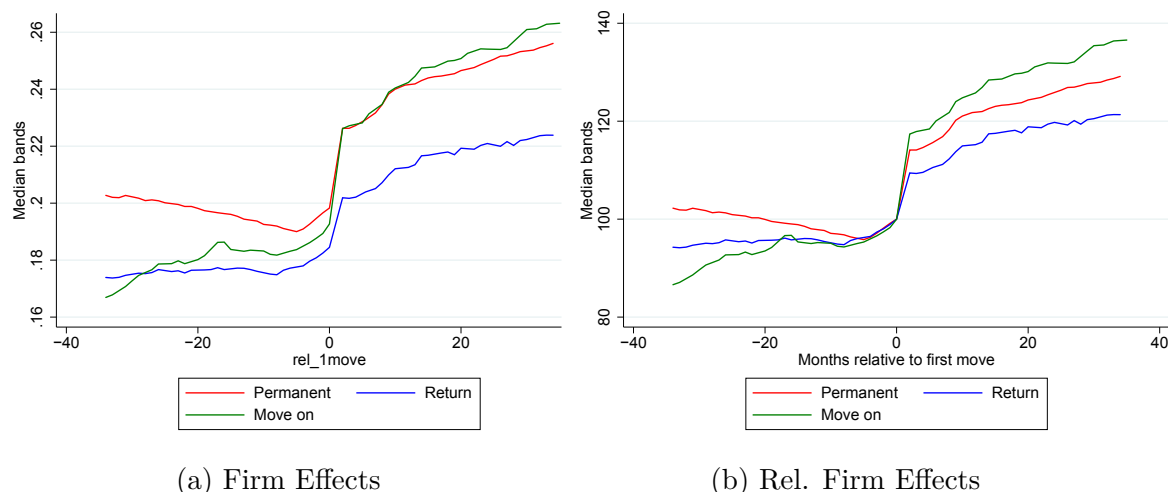 Median bands
.26
.24
.22
.2
.18
.16
−40
−20
0
20
rel_1move
Permanent
Return
Move on
(a) Firm Effects
Median bands
140
120
100
80
−40
−20
0
20
40
Months relative to first move
Permanent
Return
Move on
(b) Rel. Firm Effects